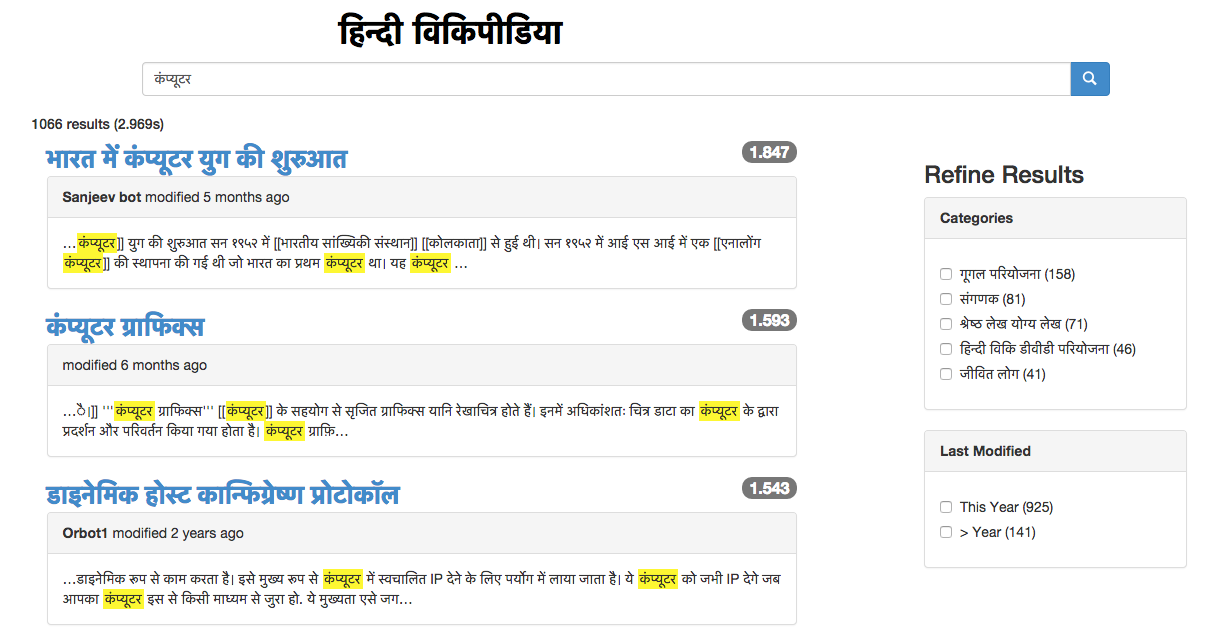 हिन्दी विकिपीडिया
कंप्यूटर
1066 results (2.969s)
भारत में कंप्यूटर युग की शुरुआत
1.847
Sanjeev bot modified 5 months ago
...कंप्यूटर]] युग की शुरुआत सन १९५२ में [[भारतीय सांख्यिकी संस्थान]] [[कोलकाता]] से हुई थी। सन १९५२ में आई एस आई में एक [[एनालोंग
कंप्यूटर]] की स्थापना की गई थी जो भारत का प्रथम कंप्यूटर था। यह कंप्यूटर ...
कंप्यूटर ग्राफिक्स
1.593
modified 6 months ago
...ै।]] '''कंप्यूटर ग्राफिक्स''' [[कंप्यूटर]] के सहयोग से सृजित ग्राफिक्स यानि रेखाचित्र होते हैं। इनमें अधिकांशतः चित्र डाटा का कंप्यूटर के द्वारा
प्रदर्शन और परिवर्तन किया गया होता है। कंप्यूटर ग्राफ़ि...
डाइनेमिक होस्ट कान्फिग्रेष्ण प्रोटोकॉल
1.543
Orbot1 modified 2 years ago
...डाइनेमिक रूप से काम करता है। इसे मुख्य रूप से कंप्यूटर में स्वचालित IP देने के लिए पर्योग में लाया जाता है। ये कंप्यूटर को जभी IP देगे जब
आपका कंप्यूटर इस से किसी माध्यम से जुरा हो. ये मुख्यता एसे जग...
Refine Results
Categories
गूगल परियोजना (158)
संगणक (81)
श्रेष्ठ लेख योग्य लेख (71)
हिन्दी विकि डीवीडी परियोजना (46)
जीवित लोग (41)
Last Modified
This Year (925)
> Year (141)